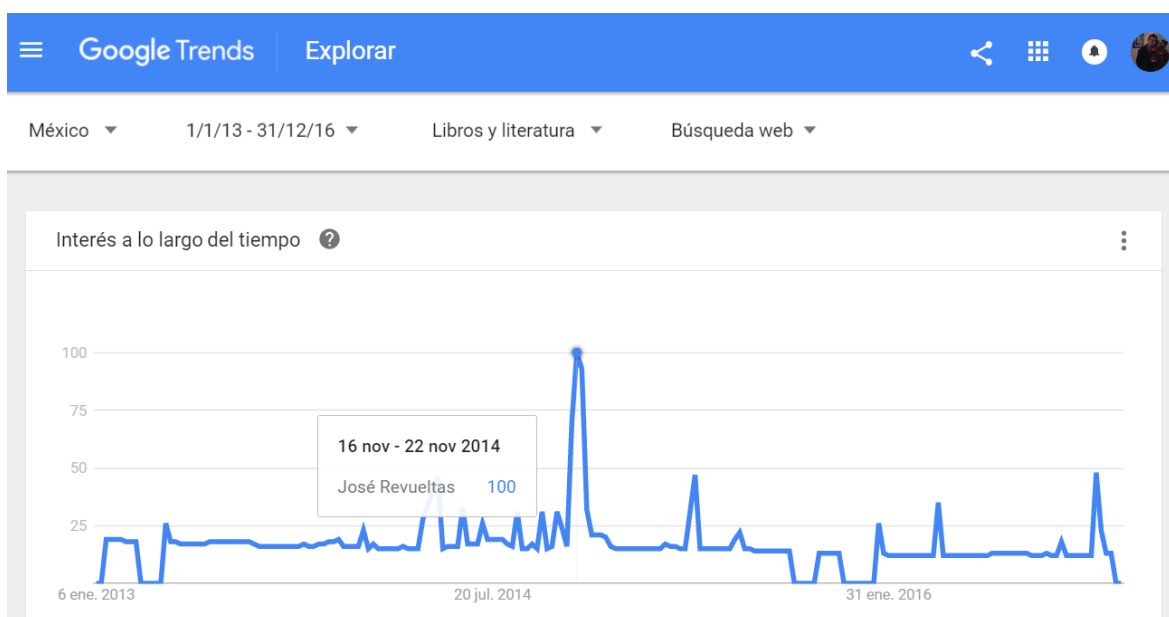 Google Trends Explorar
México 1/1/13 - 31/12/16 Libros y literatura Búsqueda web
Interés a lo largo del tiempo ?
100
75
16 nov - 22 nov 2014
50
José Revueltas 100
25
6 ene. 2013 20 jul. 2014 31 ene. 2016